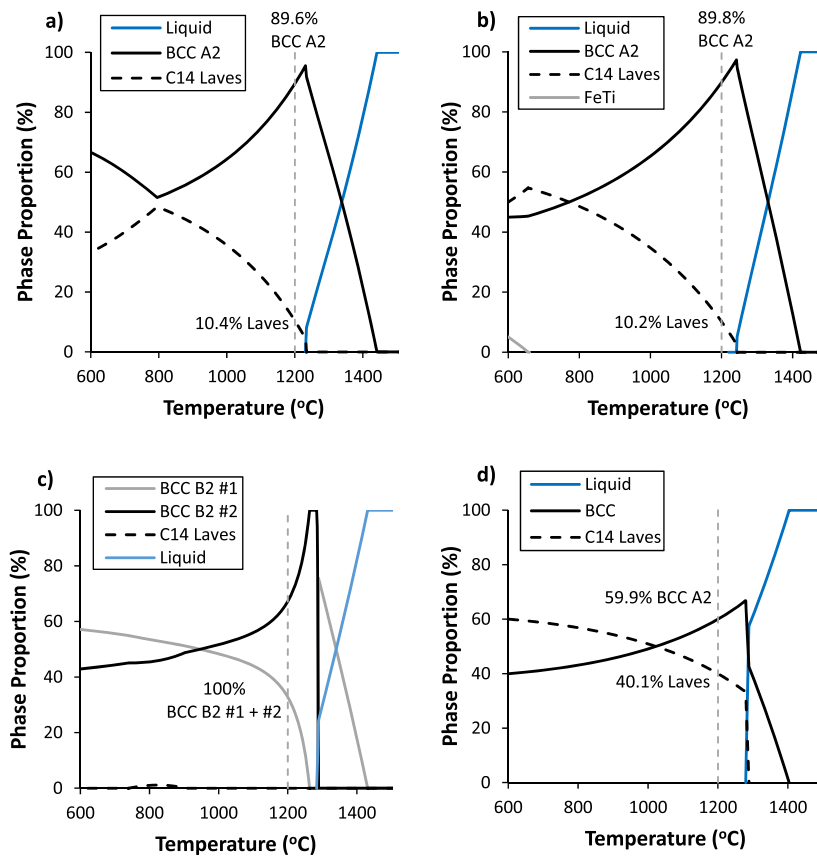 a)
Liquid
BCC A2
C14 Laves
89.6%
BCC A2
100
80
60
40
20
0
Phase Proportion (%)
10.4% Laves
600 800 1000 1200 1400
Temperature (oC)
b)
Liquid
BCC A2
C14 Laves
FeTi
89.8%
BCC A2
100
80
60
40
20
0
Phase Proportion (%)
10.2% Laves
600 800 1000 1200 1400
Temperature (oC)
c)
BCC B2 #1
BCC B2 #2
C14 Laves
Liquid
100
80
60
40
20
0
Phase Proportion (%)
100%
BCC B2 #1 + #2
600 800 1000 1200 1400
Temperature (oC)
d)
Liquid
BCC
C14 Laves
100
80
60
40
20
0
Phase Proportion (%)
59.9% BCC A2
40.1% Laves
600 800 1000 1200 1400
Temperature (oC)